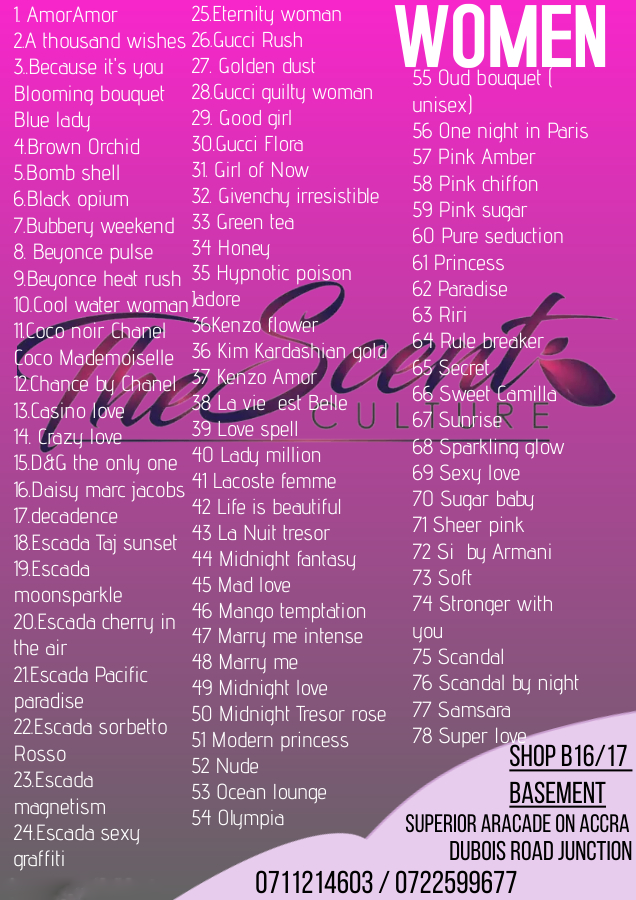 1. AmorAmor
2.A thousand wishes
3..Because it's you
Blooming bouquet
Blue lady
4.Brown Orchid
5.Bomb shell
6.Black opium
7.Bubbery weekend
8. Beyonce pulse
9.Beyonce heat rush
10.Cool water woman
11.Coco noir Chanel
Coco Mademoiselle
12.Chance by Chanel
13.Casino love
14. Crazy love
15.D&G the only one
16.Daisy marc jacobs
17.decadence
18.Escada Taj sunset
19.Escada
moonsparkle
20.Escada cherry in
the air
21.Escada Pacific
paradise
22.Escada sorbetto
Rosso
23.Escada
magnetism
24.Escada sexy
graffiti
25.Eternity woman
26.Gucci Rush
27. Golden dust
28.Gucci guilty woman
29. Good girl
30.Gucci Flora
31. Girl of Now
32. Givenchy irresistible
33 Green tea
34 Honey
35 Hypnotic poison
Jadore
36Kenzo flower
36 Kim Kardashian gold
37 Kenzo Amor
38 La vie est Belle
39 Love spell
40 Lady million
41 Lacoste femme
42 Life is beautiful
43 La Nuit tresor
44 Midnight fantasy
45 Mad love
46 Mango temptation
47 Marry me intense
48 Marry me
49 Midnight love
50 Midnight Tresor rose
51 Modern princess
52 Nude
53 Ocean lounge
54 Olympia
WOMEN
55 Oud bouquet (
unisex)
56 One night in Paris
57 Pink Amber
58 Pink chiffon
59 Pink sugar
60 Pure seduction
61 Princess
62 Paradise
63 Riri
64 Rule breaker
65 Secret
66 Sweet Camilla
67 Sunrise
68 Sparkling glow
69 Sexy love
70 Sugar baby
71 Sheer pink
72 Si by Armani
73 Soft
74 Stronger with
you
75 Scandal
76 Scandal by night
77 Samsara
78 Super love
The Scent
CULTURE
SHOP B16/17
BASEMENT
SUPERIOR ARACADE ON ACCRA
DUBOIS ROAD JUNCTION
0711214603 / 0722599677